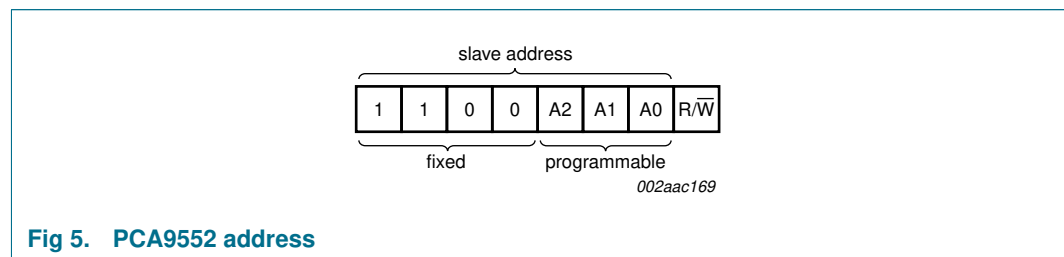 slave address
1 1 0 0 A2 A1 A0 R/W̅
fixed programmable
002aac169
Fig 5. PCA9552 address